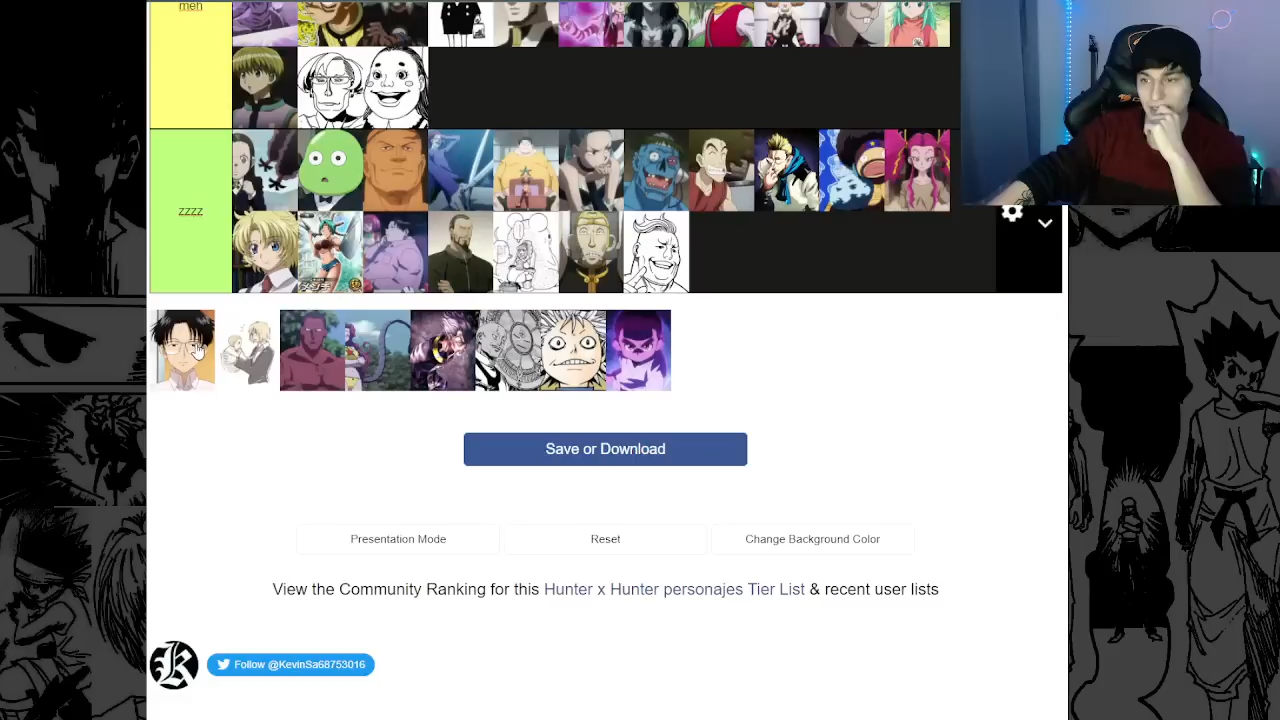 meh
zzzz
Save or Download
Presentation Mode
Reset
Change Background Color
View the Community Ranking for this Hunter x Hunter personajes Tier List & recent user lists
K
Follow @KevinSa68753016